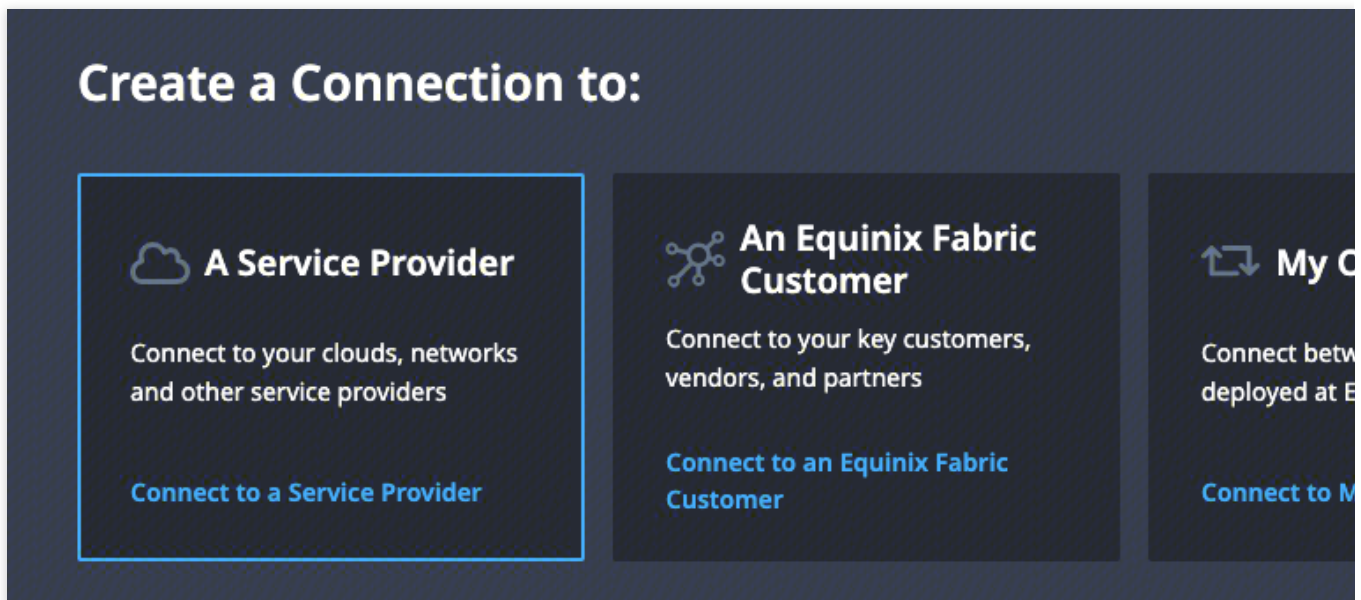 Create a Connection to:
A Service Provider
Connect to your clouds, networks
and other service providers
Connect to a Service Provider
An Equinix Fabric
Customer
Connect to your key customers,
vendors, and partners
Connect to an Equinix Fabric
Customer
My
Connect
deployed at
Connect to